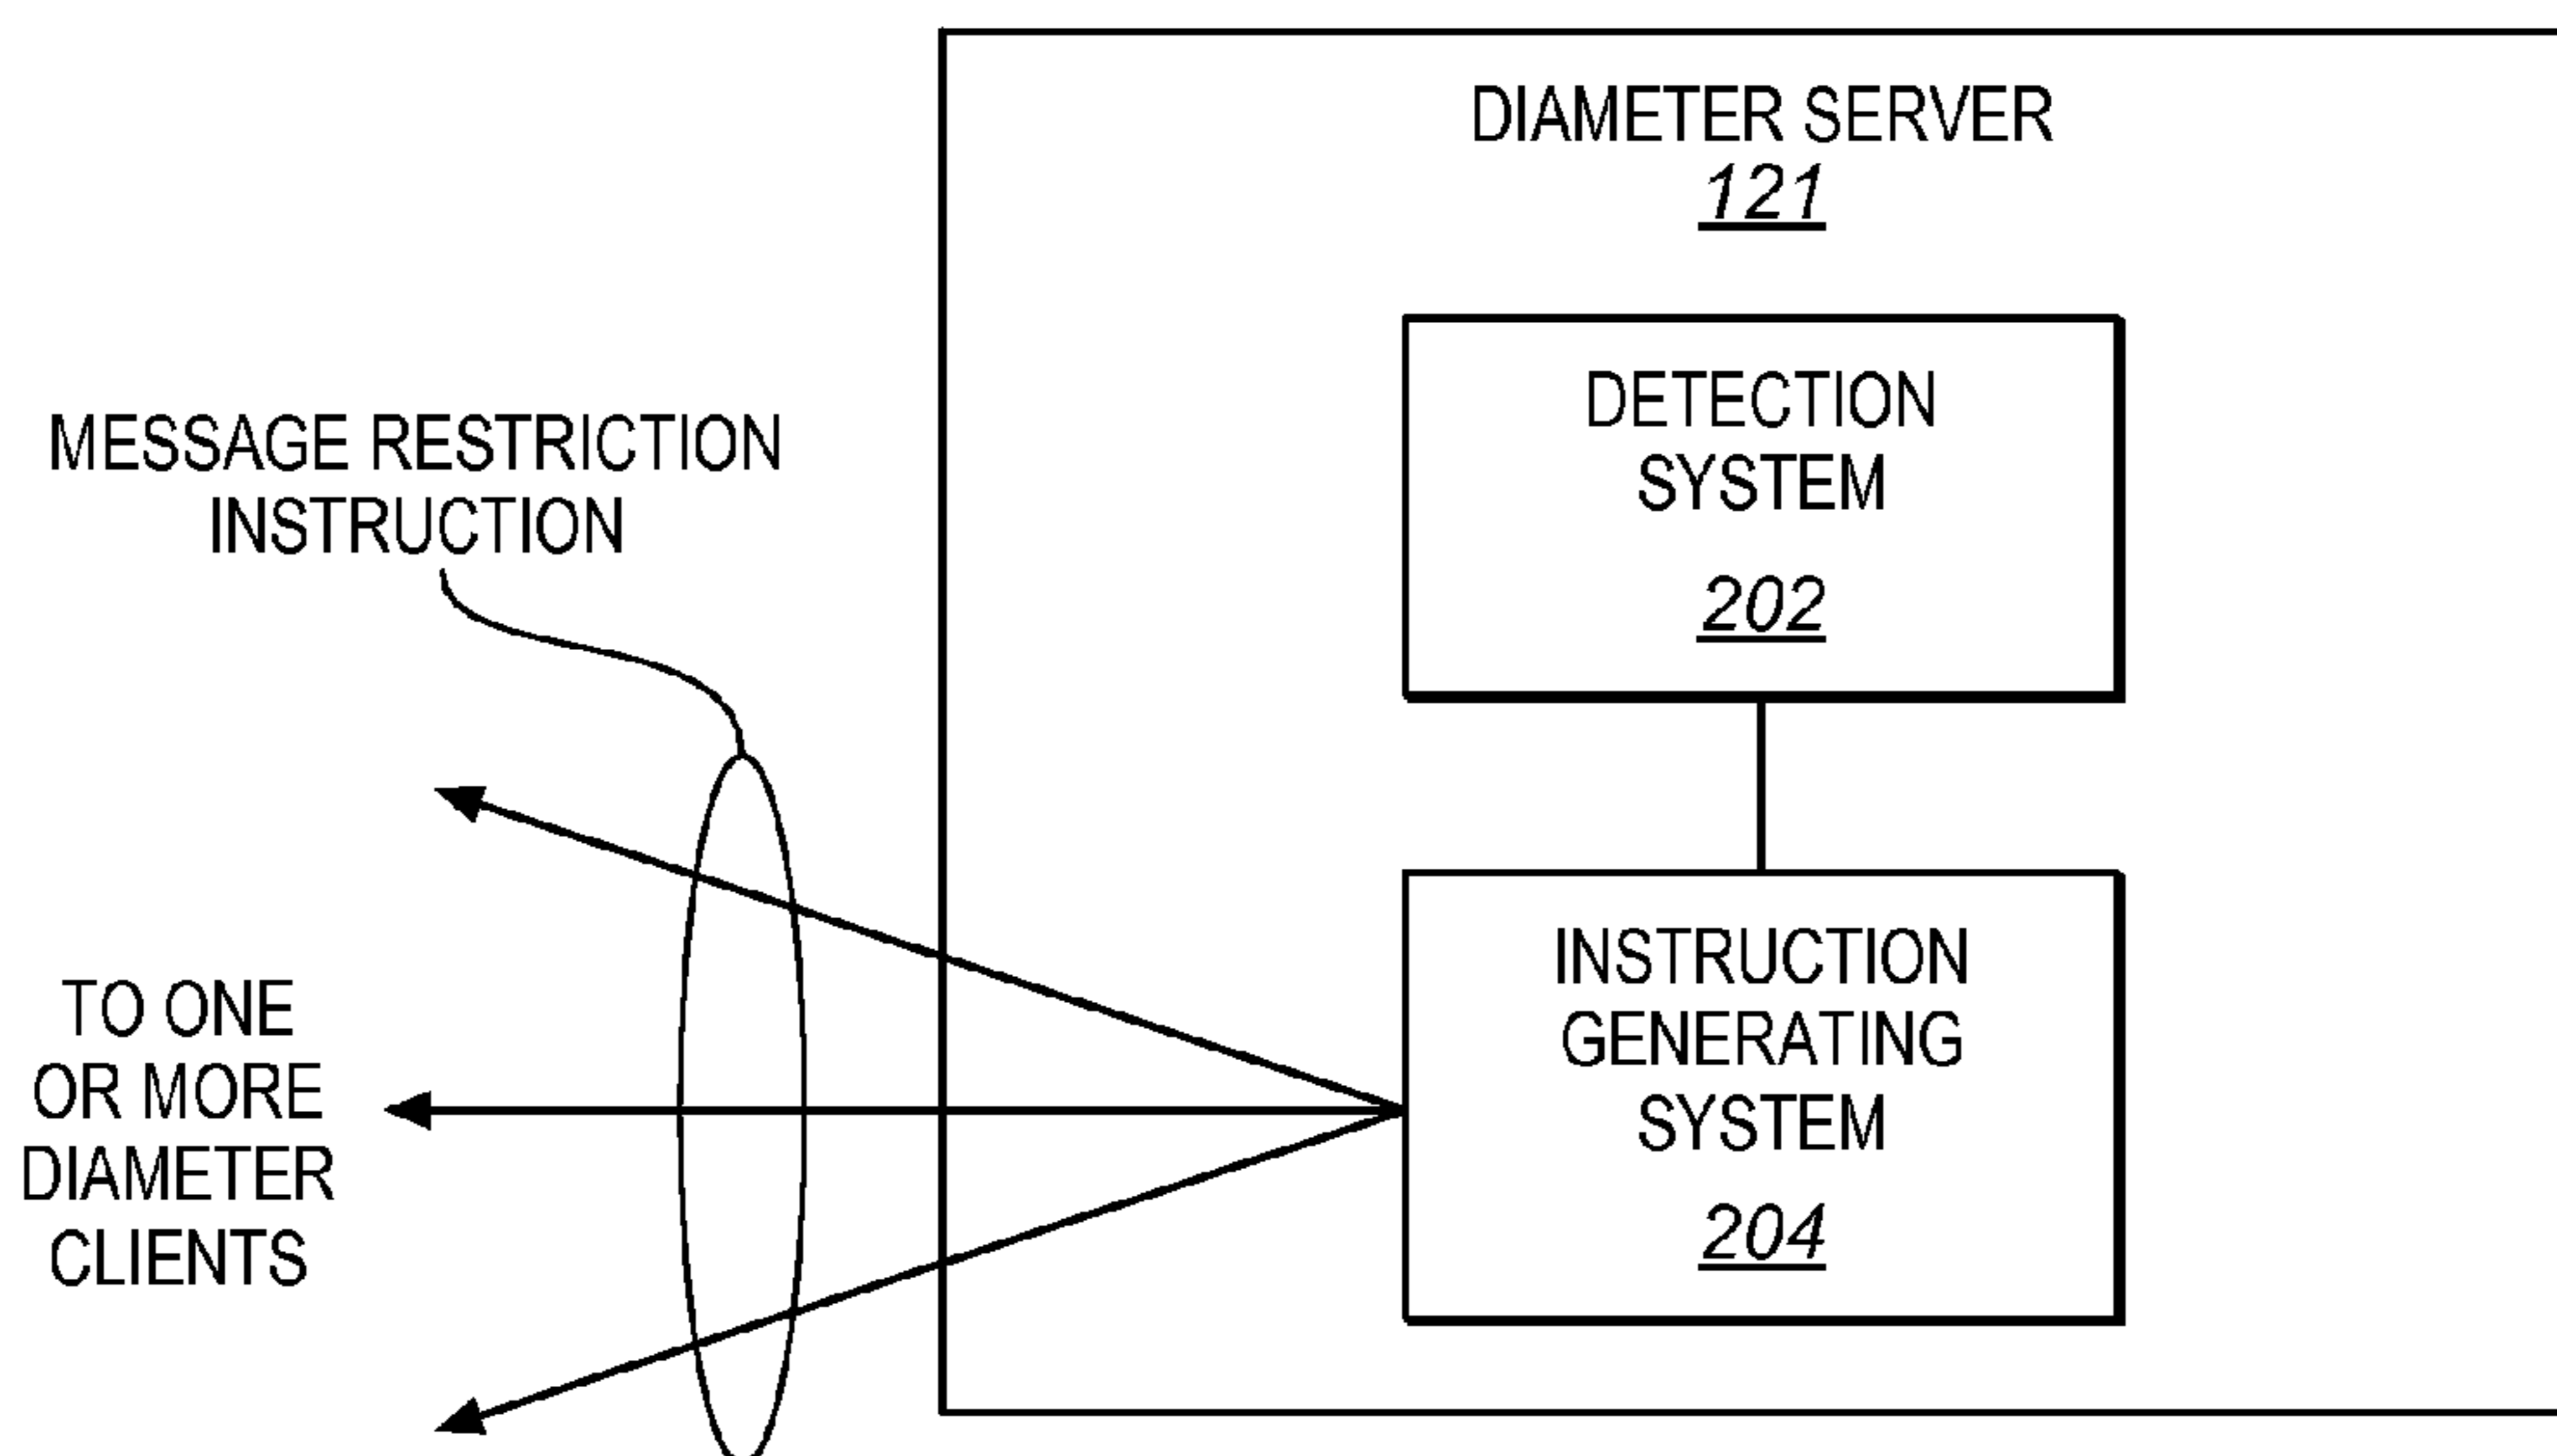 DIAMETER SERVER
121
DETECTION
SYSTEM
202
MESSAGE RESTRICTION
INSTRUCTION
INSTRUCTION
GENERATING
SYSTEM
204
TO ONE
OR MORE
DIAMETER
CLIENTS